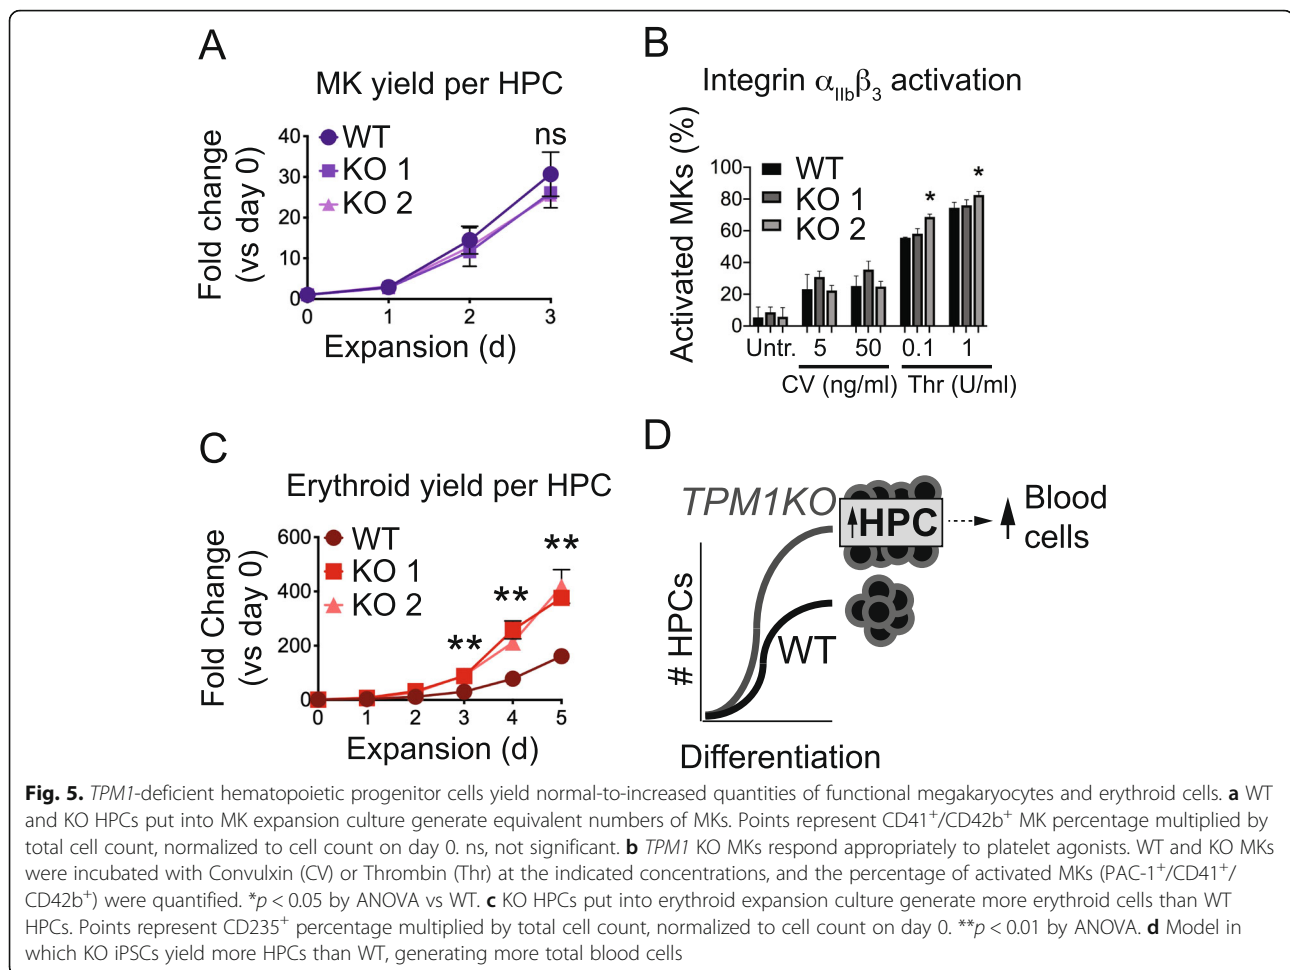 A
MK yield per HPC
Fold change
(vs day 0)
40
30
20
10
0
WT
KO 1
KO 2
ns
0 1 2 3
Expansion (d)
B
Integrin αIIbβ3 activation
Activated MKs (%)
100
80
60
40
20
0
WT
KO 1
KO 2
*
*
Untr. 5 50 0.1 1
CV (ng/ml) Thr (U/ml)
C
Erythroid yield per HPC
Fold Change
(vs day 0)
600
400
200
0
WT
KO 1
KO 2
**
**
**
0 1 2 3 4 5
Expansion (d)
D
TPM1KO
↑HPC
Blood
cells
WT
# HPCs
Differentiation
Fig. 5. TPM1-deficient hematopoietic progenitor cells yield normal-to-increased quantities of functional megakaryocytes and erythroid cells. a WT
and KO HPCs put into MK expansion culture generate equivalent numbers of MKs. Points represent CD41+/CD42b+ MK percentage multiplied by
total cell count, normalized to cell count on day 0. ns, not significant. b TPM1 KO MKs respond appropriately to platelet agonists. WT and KO MKs
were incubated with Convulxin (CV) or Thrombin (Thr) at the indicated concentrations, and the percentage of activated MKs (PAC-1+/CD41+/
CD42b+) were quantified. *p < 0.05 by ANOVA vs WT. c KO HPCs put into erythroid expansion culture generate more erythroid cells than WT
HPCs. Points represent CD235+ percentage multiplied by total cell count, normalized to cell count on day 0. **p < 0.01 by ANOVA. d Model in
which KO iPSCs yield more HPCs than WT, generating more total blood cells